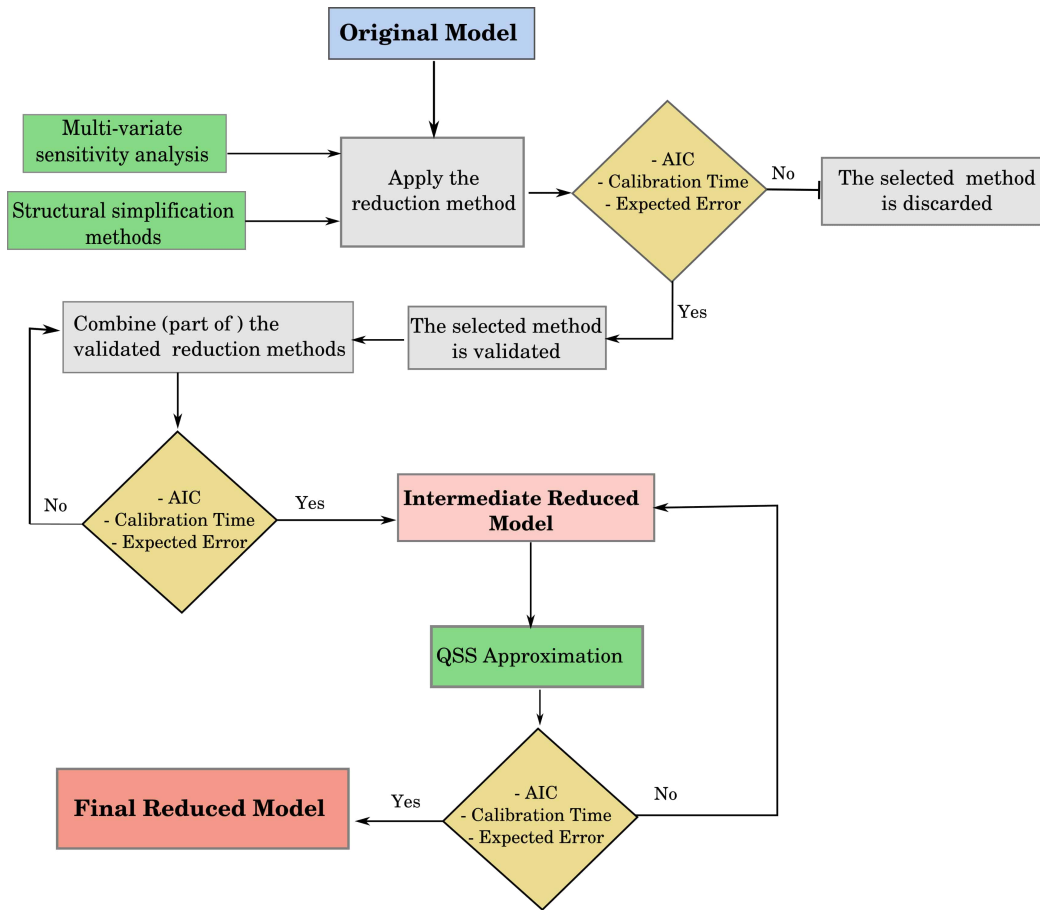 Original Model
Multi-variate
sensitivity analysis
Structural simplification
methods
Apply the
reduction method
- AIC
- Calibration Time
- Expected Error
No
The selected method
is discarded
Yes
The selected method
is validated
Combine (part of ) the
validated reduction methods
No
- AIC
- Calibration Time
- Expected Error
Yes
Intermediate Reduced
Model
QSS Approximation
- AIC
- Calibration Time
- Expected Error
No
Yes
Final Reduced Model